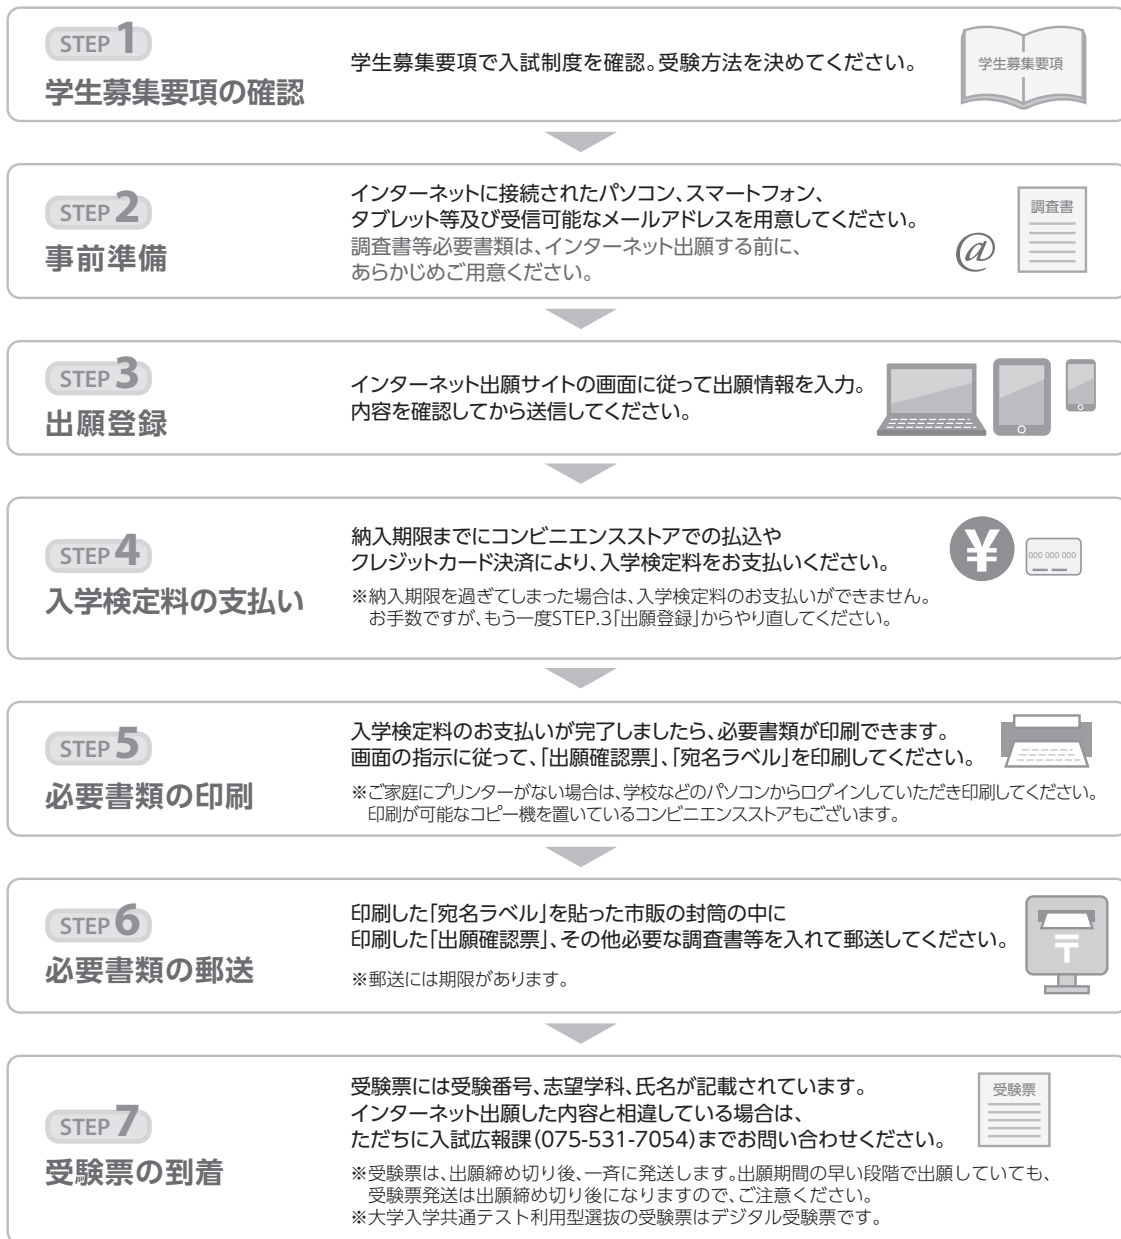 STEP 1
学生募集要項の確認
学生募集要項で入試制度を確認。受験方法を決めてください。
学生募集要項
STEP 2
事前準備
インターネットに接続されたパソコン、スマートフォン、
タブレット等及び受信可能なメールアドレスを用意してください。
調査書等必要書類は、インターネット出願する前に、
あらかじめご用意ください。
@
調査書
STEP 3
出願登録
インターネット出願サイトの画面に従って出願情報を入力。
内容を確認してから送信してください。
STEP 4
入学検定料の支払い
納入期限までにコンビニエンスストアでの払込や
クレジットカード決済により、入学検定料をお支払いください。
※納入期限を過ぎてしまった場合は、入学検定料のお支払いができません。
お手数ですが、もう一度STEP.3「出願登録」からやり直してください。
¥
000 000 000
STEP 5
必要書類の印刷
入学検定料のお支払いが完了しましたら、必要書類が印刷できます。
画面の指示に従って、「出願確認票」、「宛名ラベル」を印刷してください。
※ご家庭にプリンターがない場合は、学校などのパソコンからログインしていただき印刷してください。
印刷が可能なコピー機を置いているコンビニエンスストアもございます。
STEP 6
必要書類の郵送
印刷した「宛名ラベル」を貼った市販の封筒の中に
印刷した「出願確認票」、その他必要な調査書等を入れて郵送してください。
※郵送には期限があります。
〒
STEP 7
受験票の到着
受験票には受験番号、志望学科、氏名が記載されています。
インターネット出願した内容と相違している場合は、
ただちに入試広報課（075-531-7054）までお問い合わせください。
※受験票は、出願締め切り後、一斉に発送します。出願期間の早い段階で出願していても、
受験票発送は出願締め切り後になりますので、ご注意ください。
※大学入学共通テスト利用型選抜の受験票はデジタル受験票です。
受験票